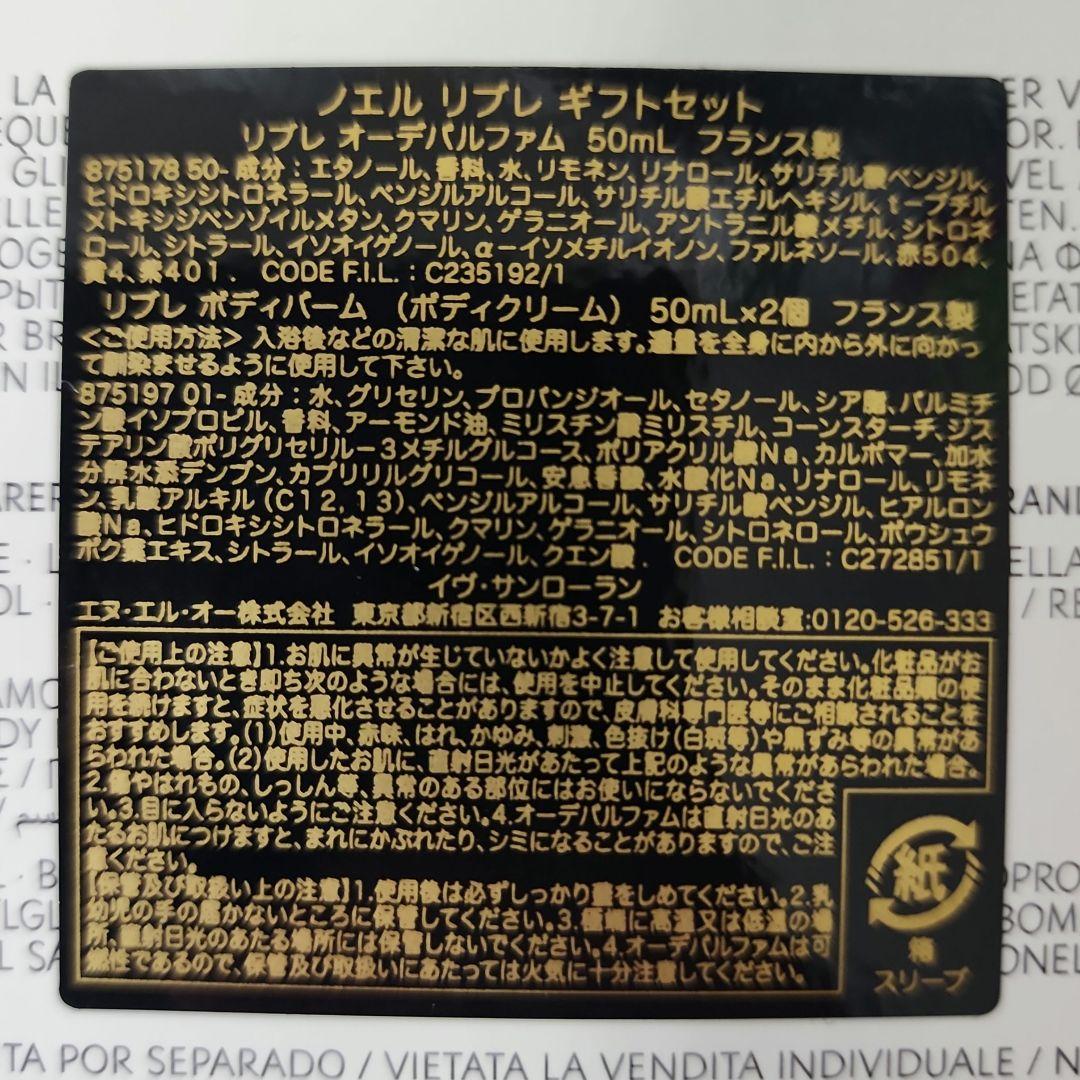 ノエル リブレ ギフトセット
リブレ オーデパルファム 50mL フランス製
875178 50- 成分：エタノール、香料、水、リモネン、リナロール、サリチル酸ベンジル、
ヒドロキシシトロネラール、ベンジルアルコール、サリチル酸エチルヘキシル、t-ブチル
メトキシジベンゾイルメタン、クマリン、ゲラニオール、アントラニル酸メチル、シトロネ
ロール、シトラール、イソオイゲノール、α-イソメチルイオノン、ファルネソール、赤504、
黄4、紫401． CODE F.I.L.：C235192/1
リブレ ボディバーム （ボディクリーム） 50mL×2個 フランス製
＜ご使用方法＞ 入浴後などの清潔な肌に使用します。適量を全身に内から外に向かっ
て馴染ませるように使用して下さい。
875197 01- 成分：水、グリセリン、プロパンジオール、セタノール、シア脂、パルミチ
ン酸イソプロピル、香料、アーモンド油、ミリスチン酸ミリスチル、コーンスターチ、ジス
テアリン酸ポリグリセリル-3メチルグルコース、ポリアクリル酸Na、カルボマー、加水
分解水添デンプン、カプリリルグリコール、安息香酸、水酸化Na、リナロール、リモネ
ン、乳酸アルキル（C12，13）、ベンジルアルコール、サリチル酸ベンジル、ヒアルロン
酸Na、ヒドロキシシトロネラール、クマリン、ゲラニオール、シトロネロール、ボウシュウ
ボク葉エキス、シトラール、イソオイゲノール、クエン酸． CODE F.I.L.：C272851/1
イヴ・サンローラン
エヌ・エル・オー株式会社 東京都新宿区西新宿3-7-1 お客様相談室:0120-526-333
【ご使用上の注意】1.お肌に異常が生じていないかよく注意して使用してください。化粧品がお
肌に合わないとき即ち次のような場合には、使用を中止してください。そのまま化粧品類の使
用を続けますと、症状を悪化させることがありますので、皮膚科専門医等にご相談されることを
おすすめします。(1)使用中、赤味、はれ、かゆみ、刺激、色抜け(白斑等)や黒ずみ等の異常があ
らわれた場合。(2)使用したお肌に、直射日光があたって上記のような異常があらわれた場合。
2.傷やはれもの、しっしん等、異常のある部位にはお使いにならないでくださ
い。3.目に入らないようにご注意ください。4.オーデパルファムは直射日光のあ
たるお肌につけますと、まれにかぶれたり、シミになることがありますので、ご注
意ください。
【保管及び取扱い上の注意】1.使用後は必ずしっかり蓋をしめてください。2.乳
幼児の手の届かないところに保管してください。3.極端に高温又は低温の場
所、直射日光のあたる場所には保管しないでください。4.オーデパルファムは可
燃性であるので、保管及び取扱いにあたっては火気に十分注意してください。
紙
箱
スリーブ
TA POR SEPARADO / VIETATA LA VENDITA INDIVIDUALE / N